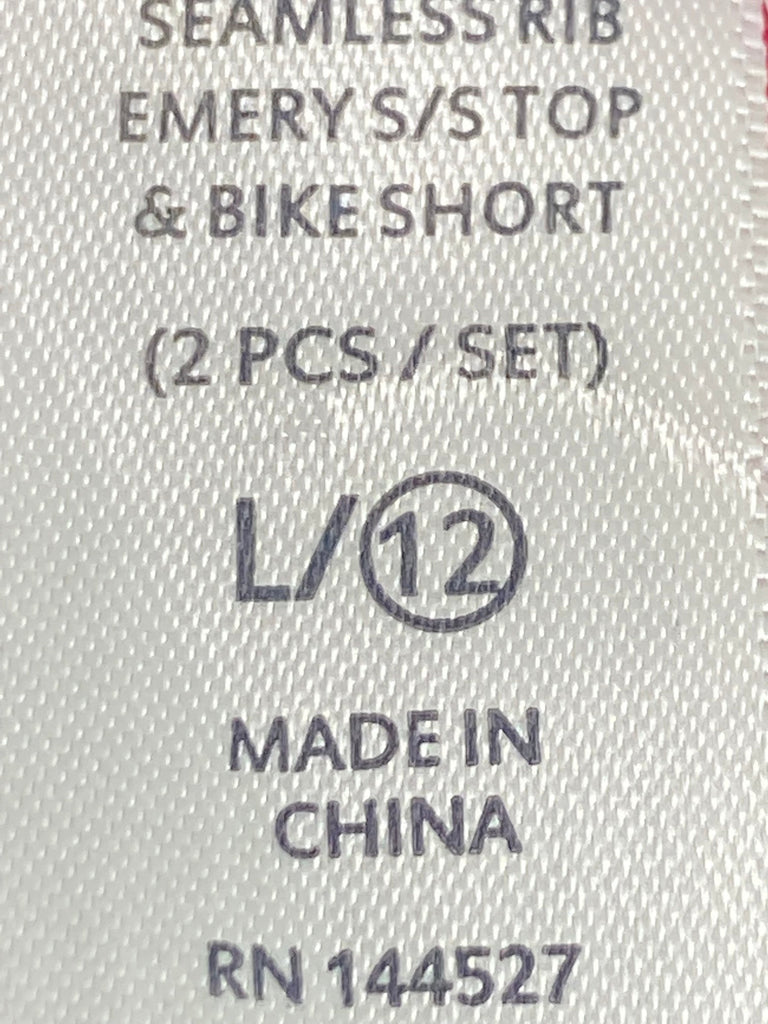 SEAMLESS RIB
EMERY S/S TOP
& BIKE SHORT
(2 PCS / SET)
L/12
MADE IN
CHINA
RN 144527